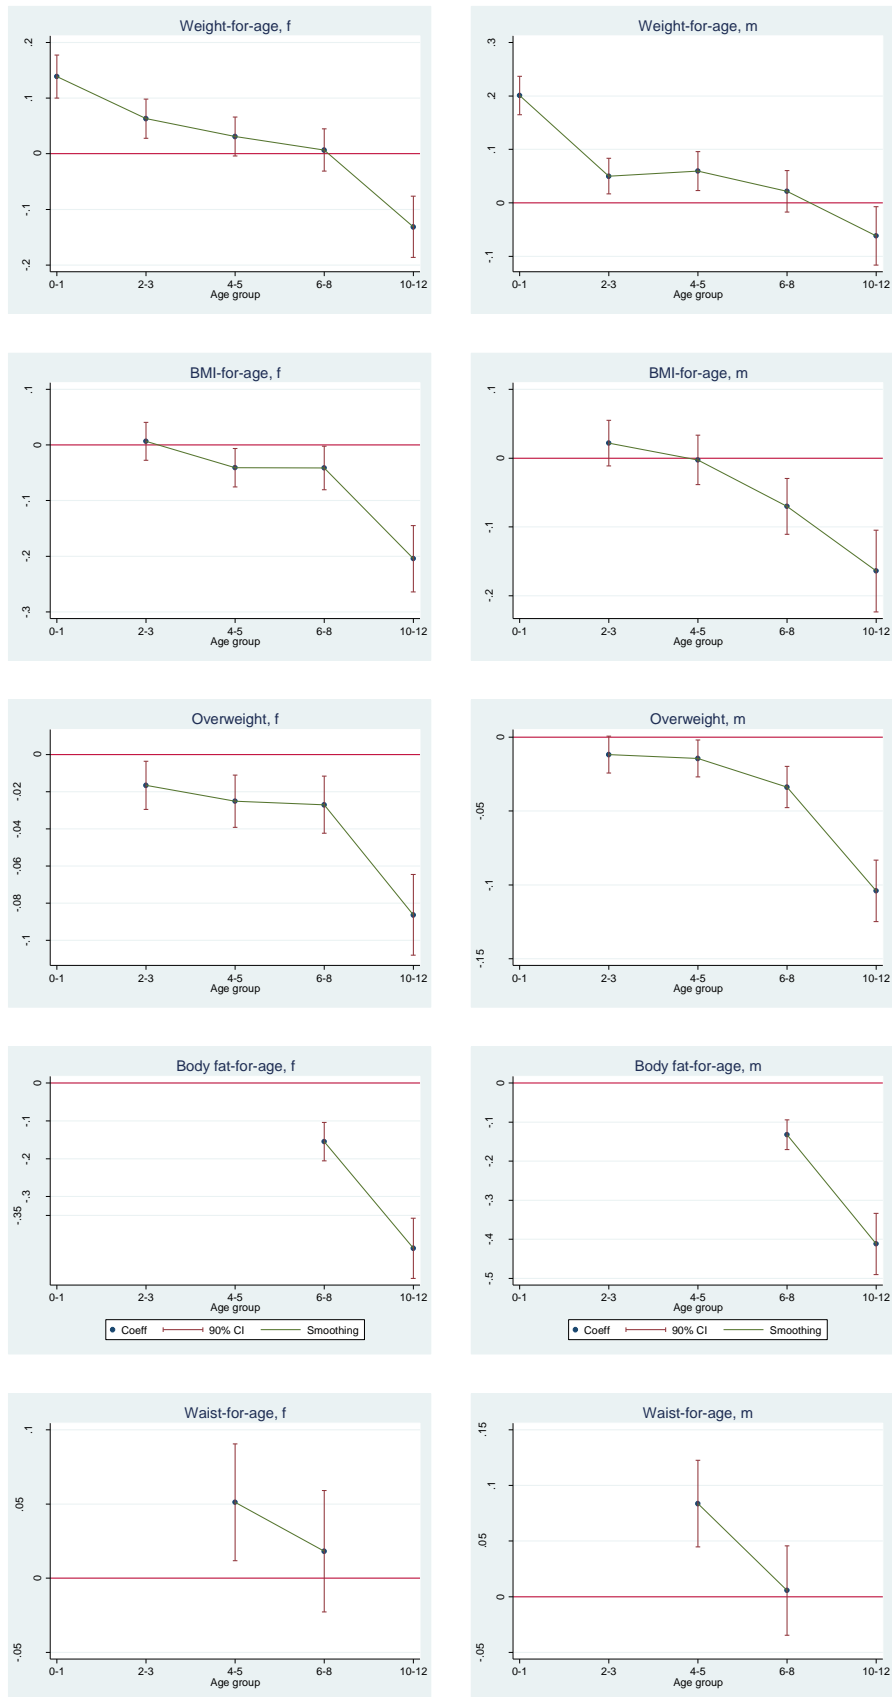 Weight-for-age, f
.2
.1
0
-.1
-.2
0-1 2-3 4-5 6-8 10-12
Age group
Weight-for-age, m
.3
.2
.1
0
-.1
0-1 2-3 4-5 6-8 10-12
Age group
BMI-for-age, f
.1
0
-.1
-.2
-.3
0-1 2-3 4-5 6-8 10-12
Age group
BMI-for-age, m
.1
0
-.1
-.2
0-1 2-3 4-5 6-8 10-12
Age group
Overweight, f
0
-.02
-.04
-.06
-.08
-.1
0-1 2-3 4-5 6-8 10-12
Age group
Overweight, m
0
-.05
-.1
-.15
0-1 2-3 4-5 6-8 10-12
Age group
Body fat-for-age, f
0
-.1
-.2
-.3
-.35
0-1 2-3 4-5 6-8 10-12
Age group
Coeff 90% CI Smoothing
Body fat-for-age, m
0
-.1
-.2
-.3
-.4
-.5
0-1 2-3 4-5 6-8 10-12
Age group
Coeff 90% CI Smoothing
Waist-for-age, f
.1
.05
0
-.05
0-1 2-3 4-5 6-8 10-12
Age group
Waist-for-age, m
.15
.1
.05
0
-.05
0-1 2-3 4-5 6-8 10-12
Age group